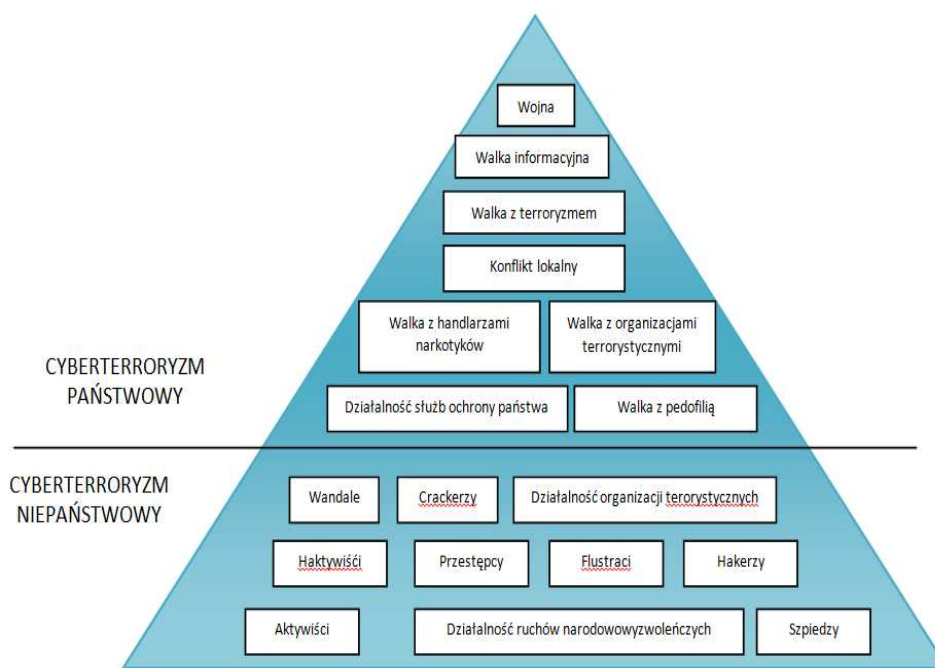 Wojna
Walka informacyjna
Walka z terroryzmem
Konflikt lokalny
Walka z handlarzami
narkotyków
Walka z organizacjami
terrorystycznymi
CYBERTERRORYZM
PAŃSTWOWY
Działalność służb ochrony państwa
Walka z pedofilią
CYBERTERRORYZM
NIEPAŃSTWOWY
Wandale
Crackerzy
Działalność organizacji terorystycznych
Haktywiśći
Przestępcy
Flustraci
Hakerzy
Aktywiści
Działalność ruchów narodowowyzwoleńczych
Szpiedzy